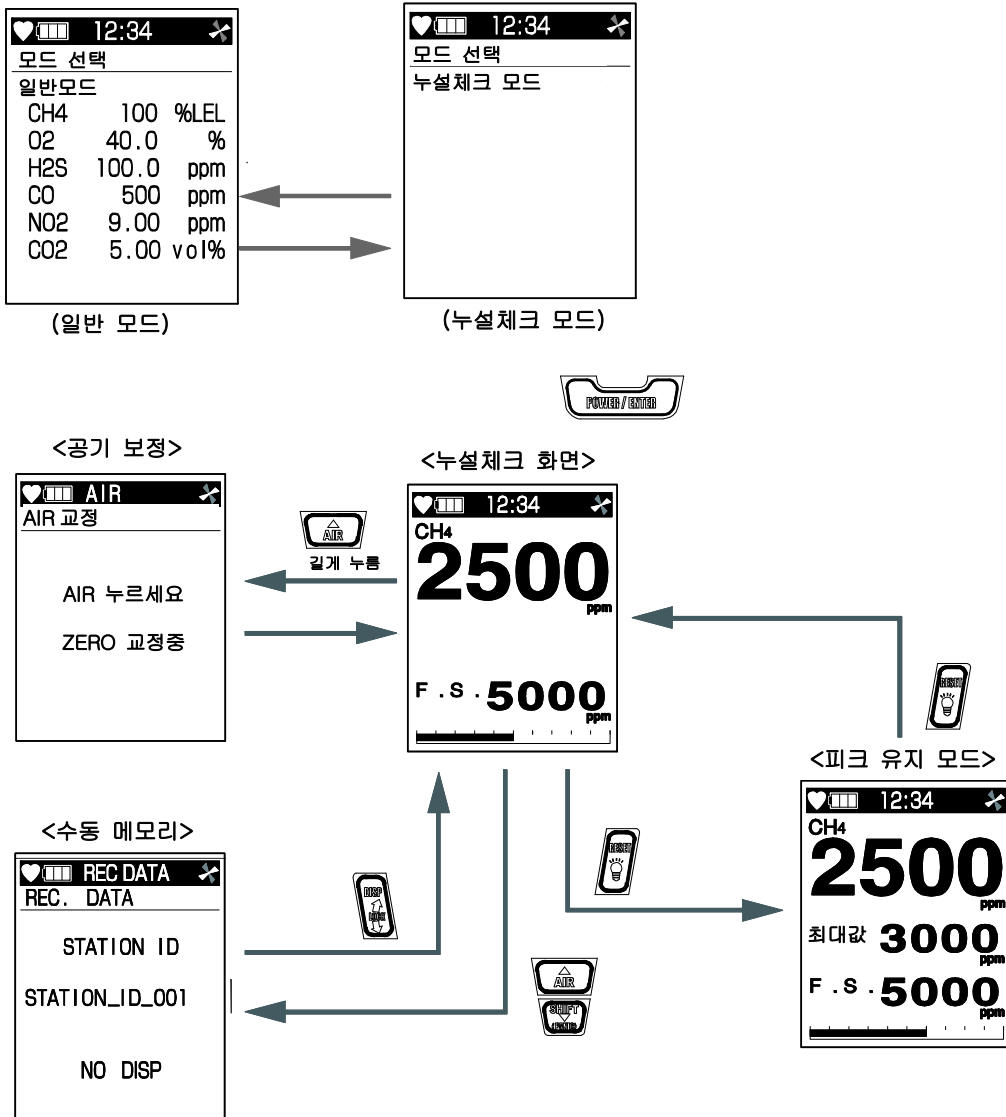 12:34
모드 선택
일반모드
CH4 100 %LEL
O2 40.0 %
H2S 100.0 ppm
CO 500 ppm
NO2 9.00 ppm
CO2 5.00 vol%
(일반 모드)
12:34
모드 선택
누설체크 모드
(누설체크 모드)
POWER / ENTER
<공기 보정>
AIR
AIR 교정
AIR 누르세요
ZERO 교정중
AIR
길게 누름
<누설체크 화면>
12:34
CH4
2500
ppm
F.S. 5000
ppm
RESET
<피크 유지 모드>
12:34
CH4
2500
ppm
최대값 3000
ppm
F.S. 5000
ppm
<수동 메모리>
REC DATA
REC. DATA
STATION ID
STATION_ID_001
NO DISP
DISP
LOCK
RESET
AIR
SHIFT